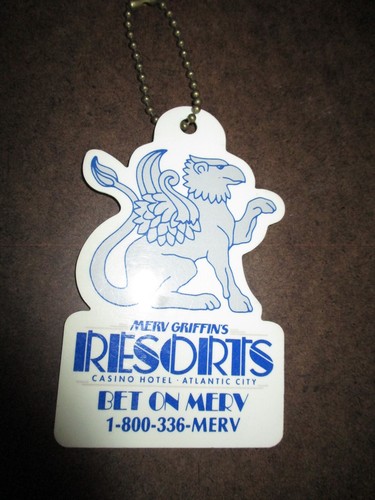 MERV GRIFFIN'S
RESORTS
CASINO HOTEL · ATLANTIC CITY
BET ON MERV
1-800-336-MERV